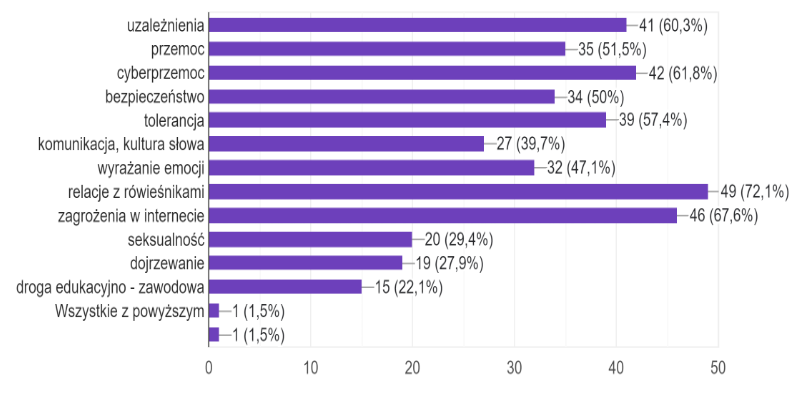 uzależnienia 41 (60,3%)
przemoc 35 (51,5%)
cyberprzemoc 42 (61,8%)
bezpieczeństwo 34 (50%)
tolerancja 39 (57,4%)
komunikacja, kultura słowa 27 (39,7%)
wyrażanie emocji 32 (47,1%)
relacje z rówieśnikami 49 (72,1%)
zagrożenia w internecie 46 (67,6%)
seksualność 20 (29,4%)
dojrzewanie 19 (27,9%)
droga edukacyjno - zawodowa 15 (22,1%)
Wszystkie z powyższym 1 (1,5%)
1 (1,5%)
0 10 20 30 40 50